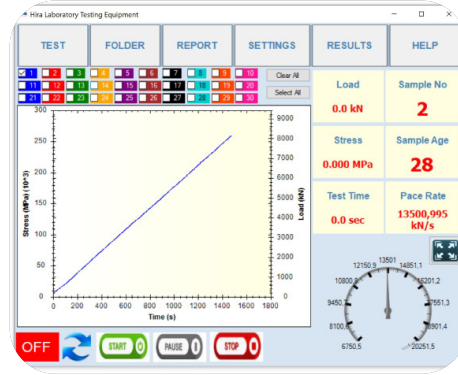 Hira Laboratory Testing Equipment
TEST FOLDER REPORT SETTINGS RESULTS HELP
1 2 3 4 5 6 7 8 9 10 Clear All
11 12 13 14 15 16 17 18 19 20 Select All
21 22 23 24 25 26 27 28 29 30
Load
0.0 kN
Sample No
2
Stress
0.000 MPa
Sample Age
28
Test Time
0.0 sec
Pace Rate
13500,995
kN/s
Stress (MPa) (10^3)
300
250
200
150
100
50
0
9000
8000
7000
6000
5000
4000
3000
2000
1000
0
Load (kN)
0 200 400 600 800 1000 1200 1400 1600 1800
Time (s)
6750,5
8100,6
9450,7
10800,8
12150,9
13501
14851,1
16201,2
17551,3
18901,4
20251,5
OFF START PAUSE STOP